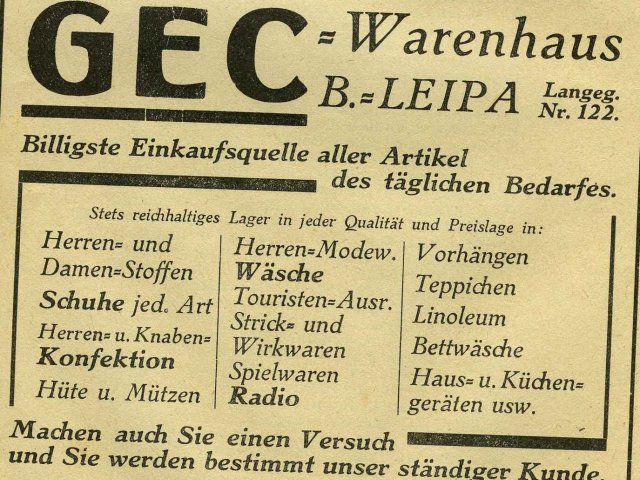 GEC=Warenhaus
B.=LEIPA Langeg. Nr. 122.
Billigste Einkaufsquelle aller Artikel
des täglichen Bedarfes.
Stets reichhaltiges Lager in jeder Qualität und Preislage in:
Herren= und
Damen=Stoffen
Schuhe jed. Art
Herren= u. Knaben=
Konfektion
Hüte u. Mützen
Herren=Modew.
Wäsche
Touristen=Ausr.
Strick= und
Wirkwaren
Spielwaren
Radio
Vorhängen
Teppichen
Linoleum
Bettwäsche
Haus= u. Küchen=
geräten usw.
Machen auch Sie einen Versuch
und Sie werden bestimmt unser ständiger Kunde.